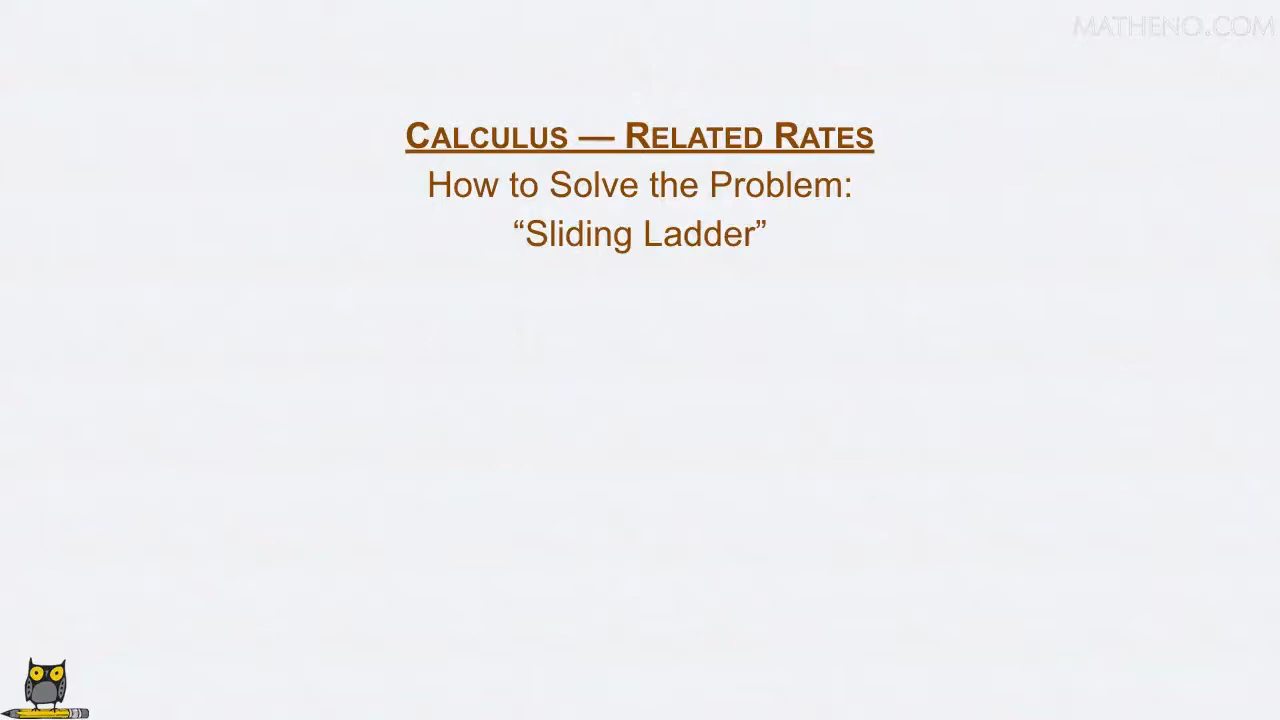 MATHENO.COM
CALCULUS — RELATED RATES
How to Solve the Problem:
“Sliding Ladder”